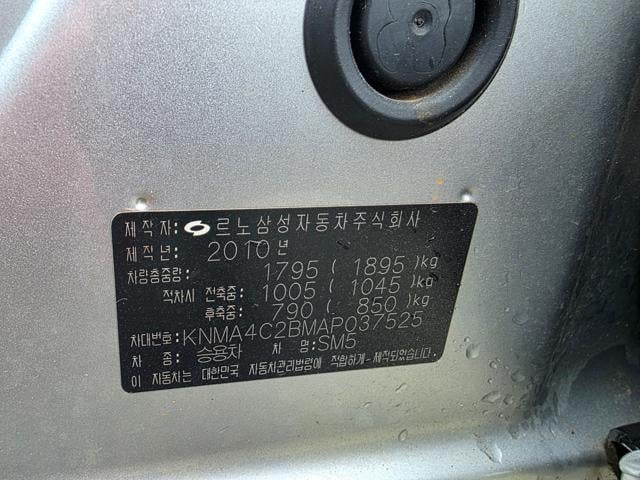 제 작 자: 르노삼성자동차주식회사
제 작 년: 2010년
차량총중량: 1795 ( 1895) kg
적차시 전축중: 1005 ( 1045) kg
후축중: 790 ( 850) kg
차대번호: KNMA4C2BMAP037525
차 종: 승용차 차 명: SM5
이 자동차는 대한민국 자동차관리법령에 적합하게 제작되었습니다.